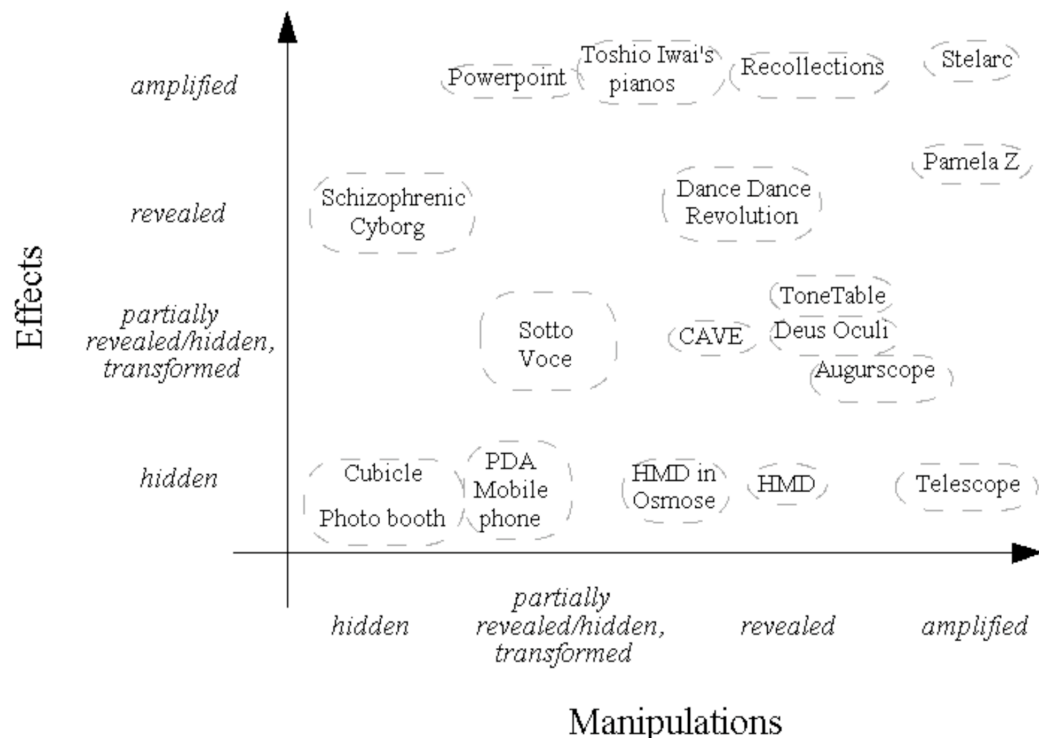 amplified
Powerpoint
Toshio Iwai's
pianos
Recollections
Stelarc
Pamela Z
revealed
Schizophrenic
Cyborg
Dance Dance
Revolution
Effects
partially
revealed/hidden,
transformed
Sotto
Voce
CAVE
ToneTable
Deus Oculi
Augurscope
hidden
Cubicle
Photo booth
PDA
Mobile
phone
HMD in
Osmose
HMD
Telescope
hidden
partially
revealed/hidden,
transformed
revealed
amplified
Manipulations